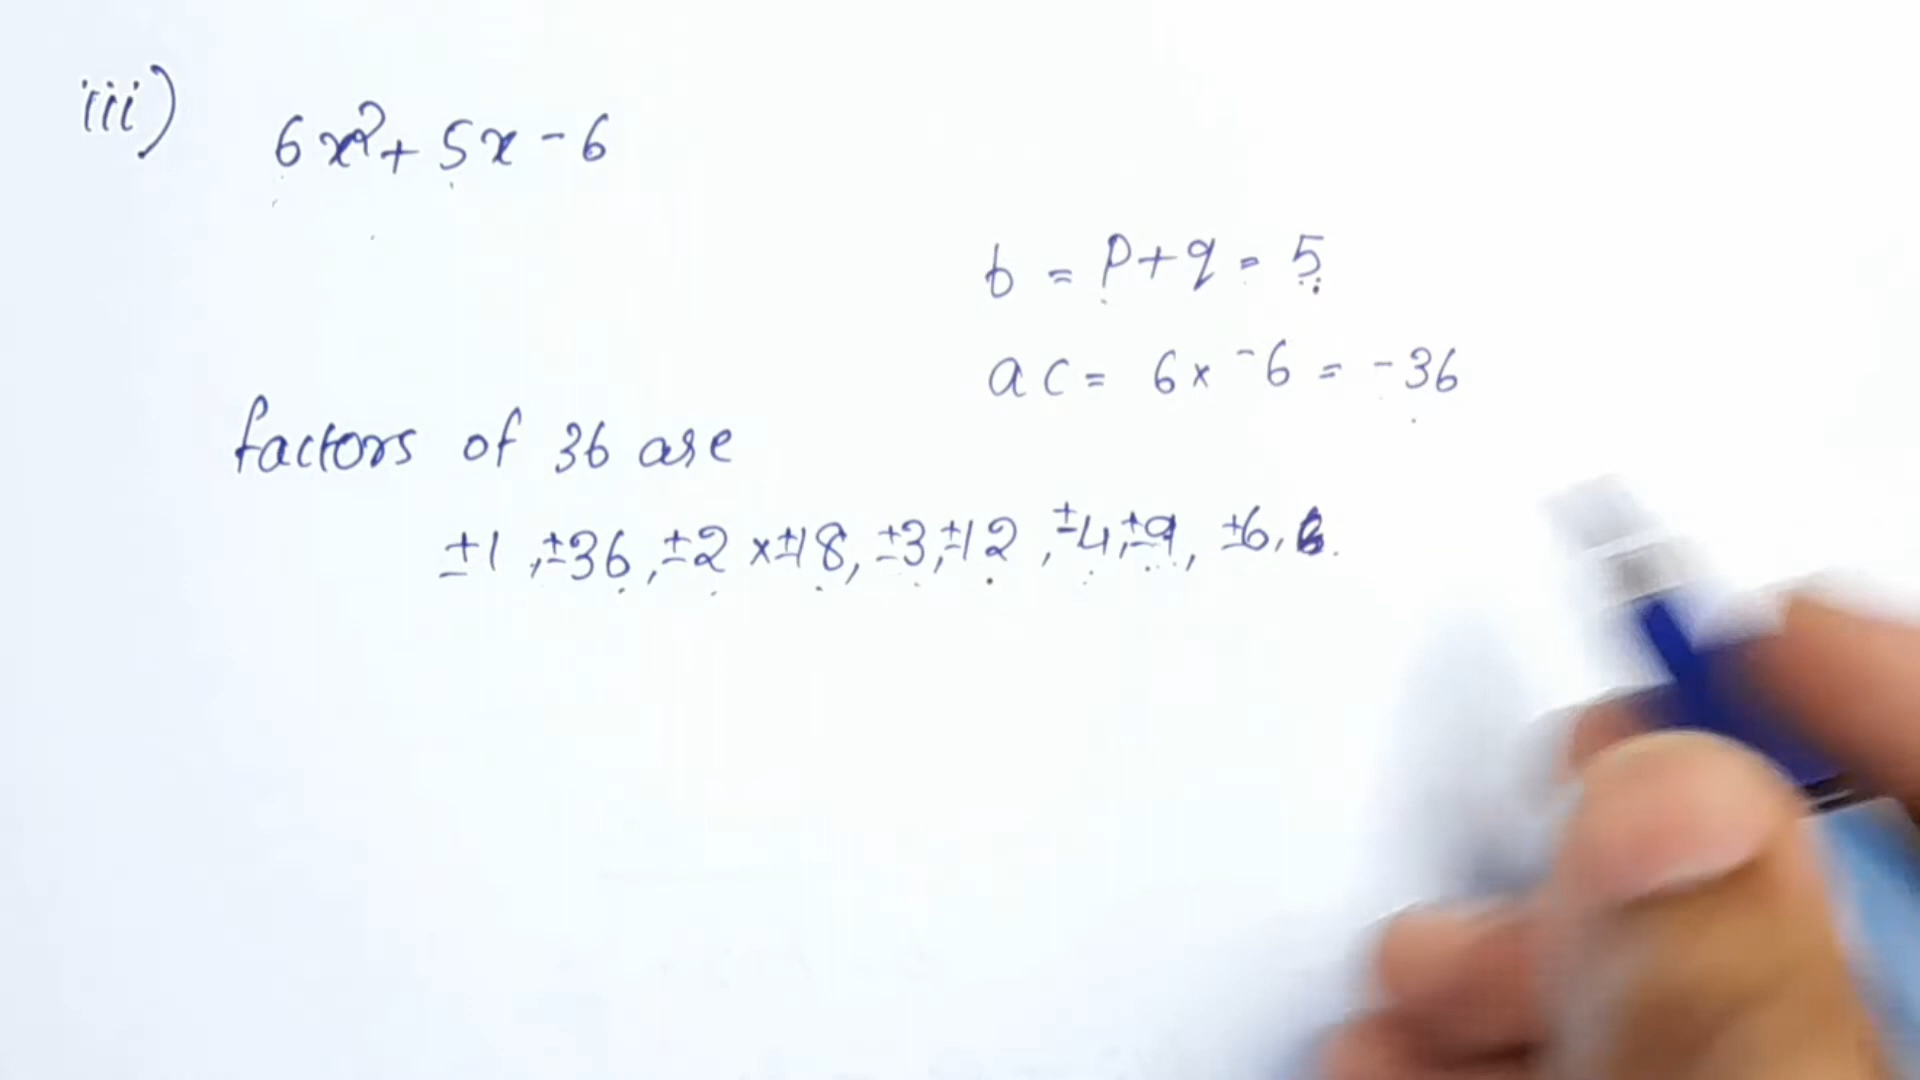 iii)
6x²+ 5x - 6
b = p+q = 5
ac = 6 x -6 = -36
factors of 36 are
±1 ,±36, ±2 x±18, ±3,±12 ,±4,±9, ±6, 6.